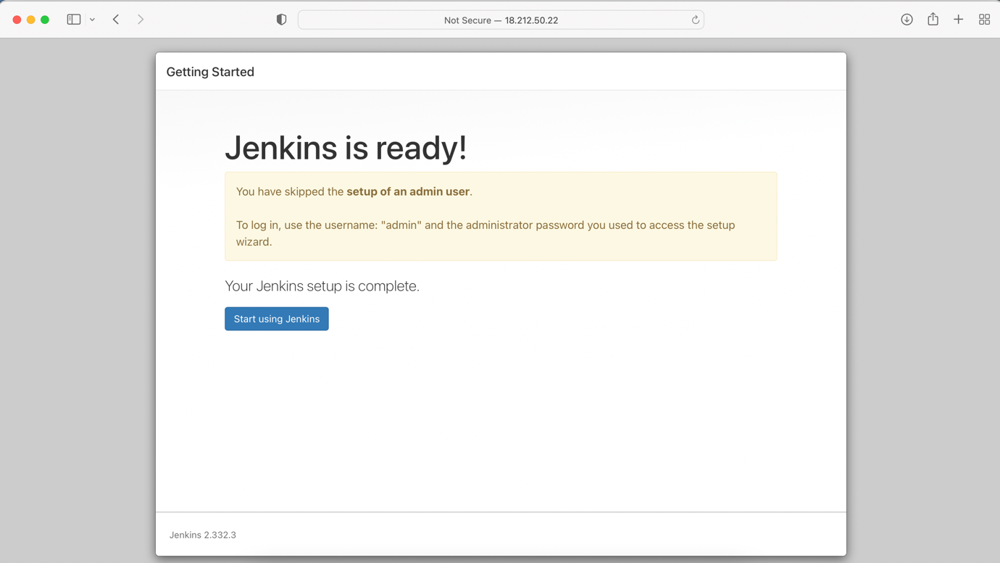 Not Secure — 18.212.50.22
Getting Started
Jenkins is ready!
You have skipped the setup of an admin user.
To log in, use the username: "admin" and the administrator password you used to access the setup
wizard.
Your Jenkins setup is complete.
Start using Jenkins
Jenkins 2.332.3